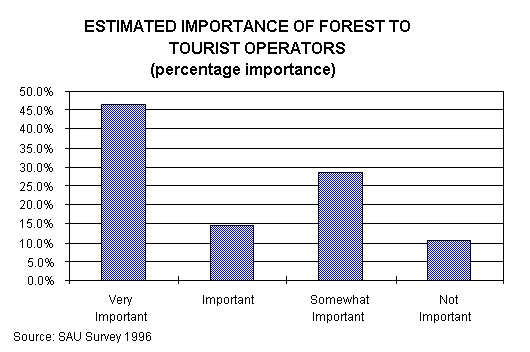 ESTIMATED IMPORTANCE OF FOREST TO
TOURIST OPERATORS
(percentage importance)
50.0%
45.0%
40.0%
35.0%
30.0%
25.0%
20.0%
15.0%
10.0%
5.0%
0.0%
Very
Important
Important
Somewhat
Important
Not
Important
Source: SAU Survey 1996